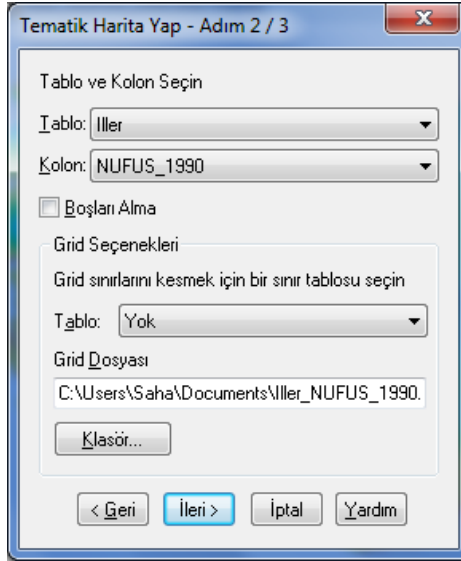 Tematik Harita Yap - Adım 2 / 3
Tablo ve Kolon Seçin
Tablo: Iller
Kolon: NUFUS_1990
Boşları Alma
Grid Seçenekleri
Grid sınırlarını kesmek için bir sınır tablosu seçin
Tablo: Yok
Grid Dosyası
C:\Users\Saha\Documents\Iller_NUFUS_1990.
Klasör...
< Geri İleri > İptal Yardım